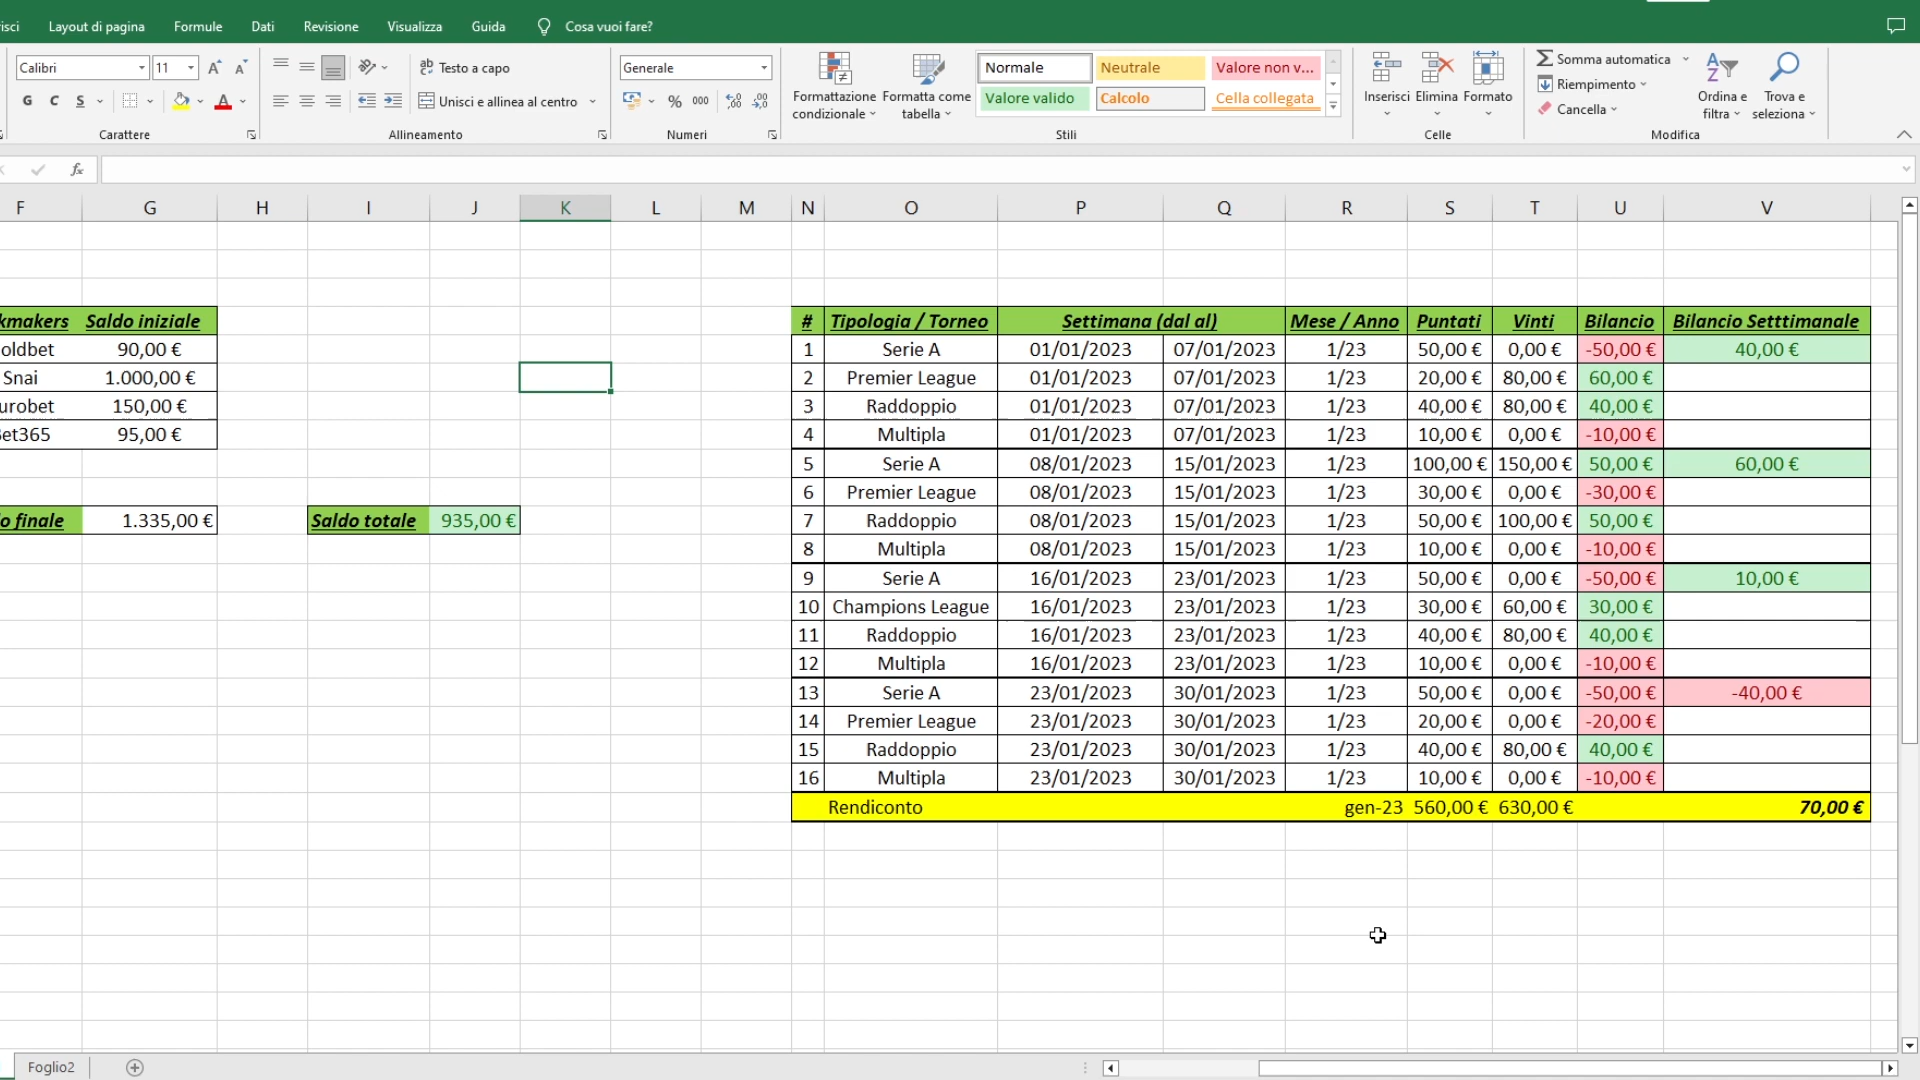 risci Layout di pagina Formule Dati Revisione Visualizza Guida Cosa vuoi fare?
Calibri 11 A A ab Testo a capo Generale Normale Neutrale Valore non v... Somma automatica
G C S A Unisci e allinea al centro % 000 Formattazione condizionale Formatta come tabella Valore valido Calcolo Cella collegata Inserisci Elimina Formato Riempimento Ordina e filtra Trova e seleziona
Cancella
Carattere Allineamento Numeri Stili Celle Modifica
fx
F G H I J K L M N O P Q R S T U V
kmakers Saldo iniziale # Tipologia / Torneo Settimana (dal al) Mese / Anno Puntati Vinti Bilancio Bilancio Setttimanale
oldbet 90,00 € 1 Serie A 01/01/2023 07/01/2023 1/23 50,00 € 0,00 € -50,00 € 40,00 €
Snai 1.000,00 € 2 Premier League 01/01/2023 07/01/2023 1/23 20,00 € 80,00 € 60,00 €
urobet 150,00 € 3 Raddoppio 01/01/2023 07/01/2023 1/23 40,00 € 80,00 € 40,00 €
et365 95,00 € 4 Multipla 01/01/2023 07/01/2023 1/23 10,00 € 0,00 € -10,00 €
5 Serie A 08/01/2023 15/01/2023 1/23 100,00 € 150,00 € 50,00 € 60,00 €
6 Premier League 08/01/2023 15/01/2023 1/23 30,00 € 0,00 € -30,00 €
o finale 1.335,00 € Saldo totale 935,00 € 7 Raddoppio 08/01/2023 15/01/2023 1/23 50,00 € 100,00 € 50,00 €
8 Multipla 08/01/2023 15/01/2023 1/23 10,00 € 0,00 € -10,00 €
9 Serie A 16/01/2023 23/01/2023 1/23 50,00 € 0,00 € -50,00 € 10,00 €
10 Champions League 16/01/2023 23/01/2023 1/23 30,00 € 60,00 € 30,00 €
11 Raddoppio 16/01/2023 23/01/2023 1/23 40,00 € 80,00 € 40,00 €
12 Multipla 16/01/2023 23/01/2023 1/23 10,00 € 0,00 € -10,00 €
13 Serie A 23/01/2023 30/01/2023 1/23 50,00 € 0,00 € -50,00 € -40,00 €
14 Premier League 23/01/2023 30/01/2023 1/23 20,00 € 0,00 € -20,00 €
15 Raddoppio 23/01/2023 30/01/2023 1/23 40,00 € 80,00 € 40,00 €
16 Multipla 23/01/2023 30/01/2023 1/23 10,00 € 0,00 € -10,00 €
Rendiconto gen-23 560,00 € 630,00 € 70,00 €
Foglio2